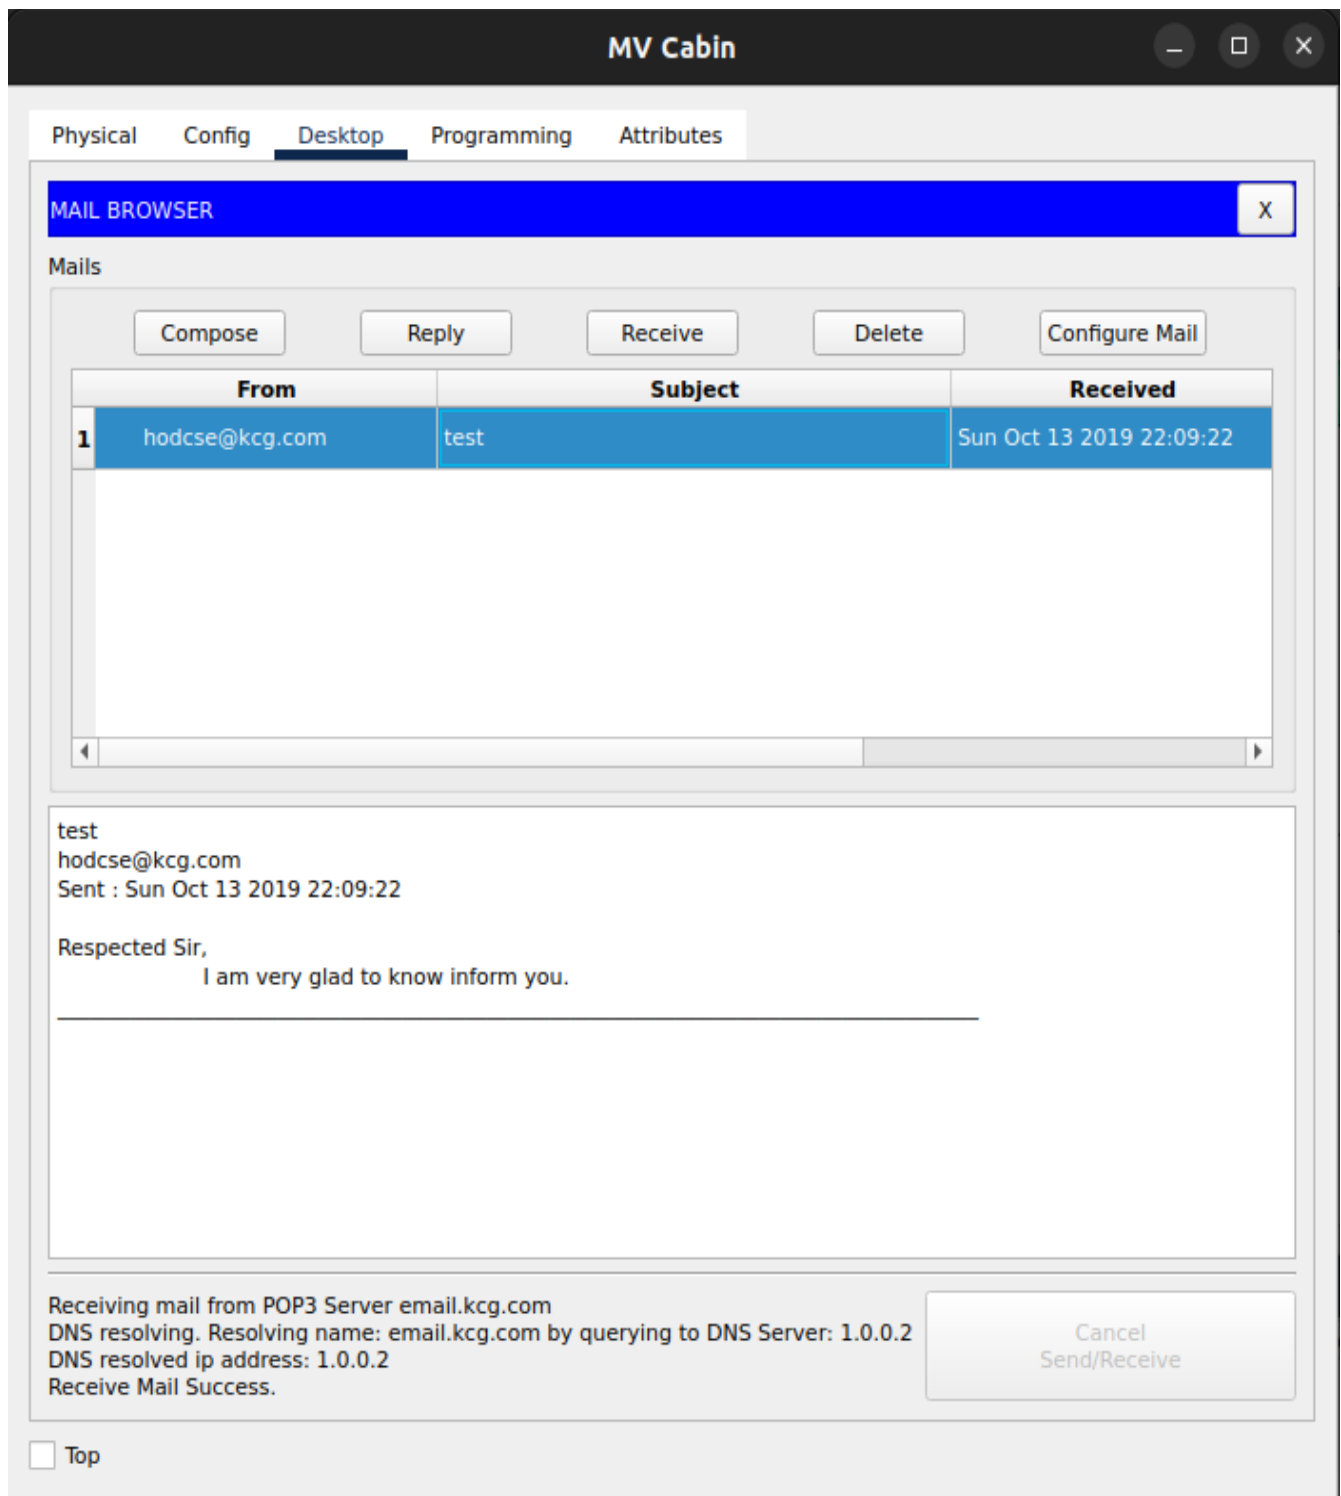 MV Cabin
Physical Config Desktop Programming Attributes
MAIL BROWSER X
Mails
Compose Reply Receive Delete Configure Mail
From Subject Received
1 hodcse@kcg.com test Sun Oct 13 2019 22:09:22
test
hodcse@kcg.com
Sent : Sun Oct 13 2019 22:09:22
Respected Sir,
I am very glad to know inform you.
Receiving mail from POP3 Server email.kcg.com
DNS resolving. Resolving name: email.kcg.com by querying to DNS Server: 1.0.0.2
DNS resolved ip address: 1.0.0.2
Receive Mail Success.
Cancel
Send/Receive
Top